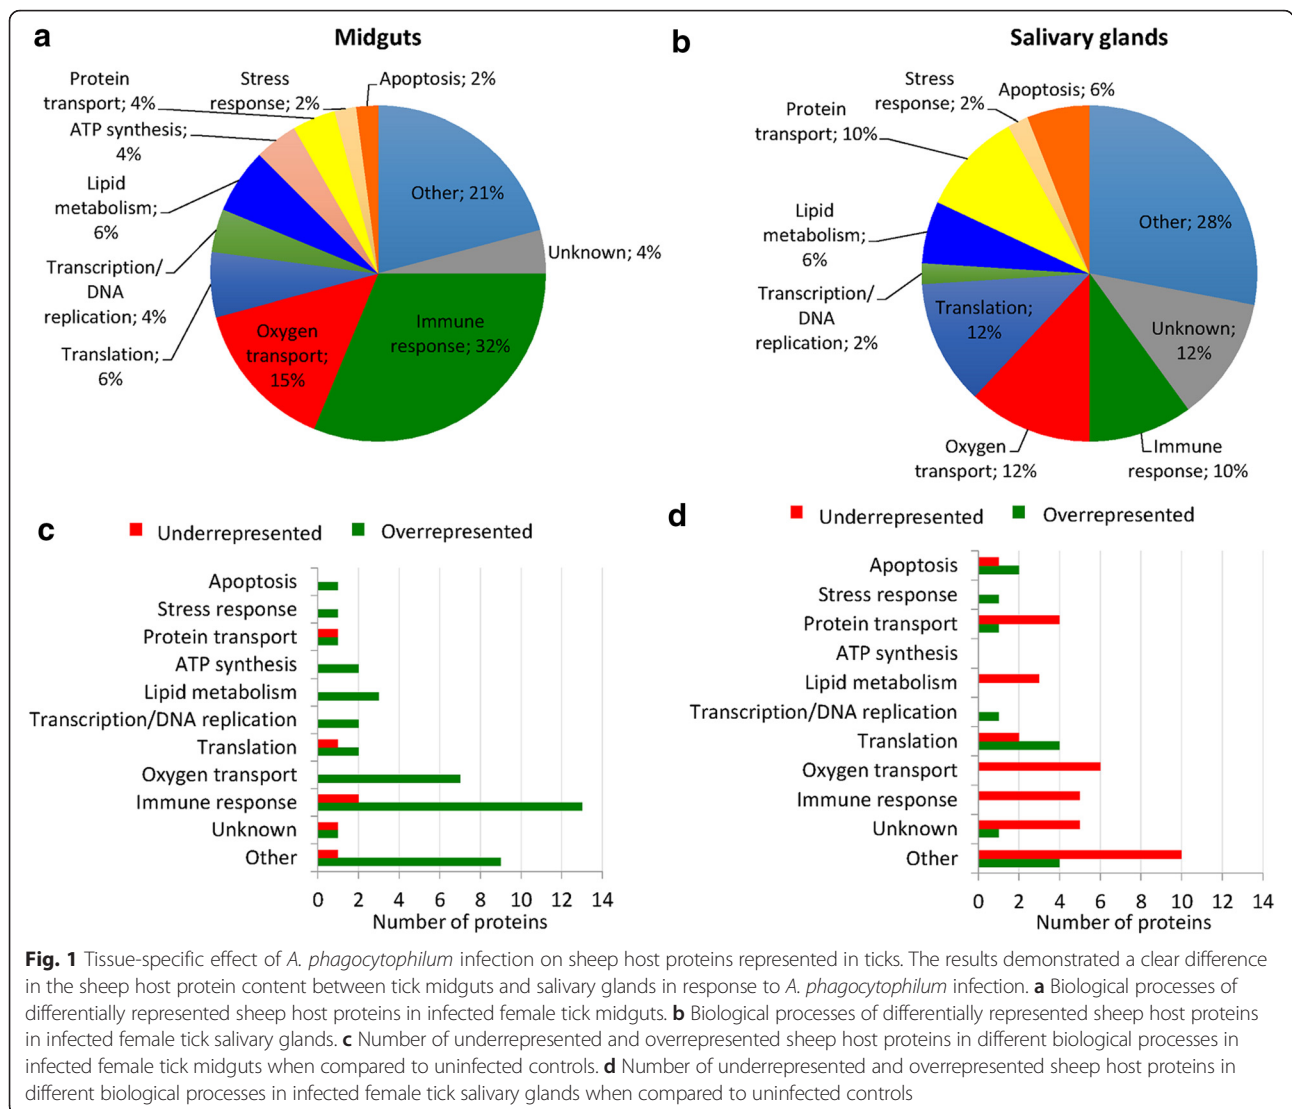 a
Midguts
Protein
transport; 4%
Stress
response; 2%
Apoptosis; 2%
ATP synthesis;
4%
Lipid
metabolism;
6%
Transcription/
DNA
replication; 4%
Translation;
6%
Oxygen
transport;
15%
Immune
response; 32%
Other; 21%
Unknown; 4%
b
Salivary glands
Stress
response; 2%
Apoptosis; 6%
Protein
transport; 10%
Lipid
metabolism;
6%
Transcription/
DNA
replication; 2%
Translation;
12%
Oxygen
transport; 12%
Immune
response; 10%
Other; 28%
Unknown;
12%
c
Underrepresented
Overrepresented
Apoptosis
Stress response
Protein transport
ATP synthesis
Lipid metabolism
Transcription/DNA replication
Translation
Oxygen transport
Immune response
Unknown
Other
0 2 4 6 8 10 12 14
Number of proteins
d
Underrepresented
Overrepresented
Apoptosis
Stress response
Protein transport
ATP synthesis
Lipid metabolism
Transcription/DNA replication
Translation
Oxygen transport
Immune response
Unknown
Other
0 2 4 6 8 10 12 14
Number of proteins
Fig. 1 Tissue-specific effect of A. phagocytophilum infection on sheep host proteins represented in ticks. The results demonstrated a clear difference
in the sheep host protein content between tick midguts and salivary glands in response to A. phagocytophilum infection. a Biological processes of
differentially represented sheep host proteins in infected female tick midguts. b Biological processes of differentially represented sheep host proteins
in infected female tick salivary glands. c Number of underrepresented and overrepresented sheep host proteins in different biological processes in
infected female tick midguts when compared to uninfected controls. d Number of underrepresented and overrepresented sheep host proteins in
different biological processes in infected female tick salivary glands when compared to uninfected controls